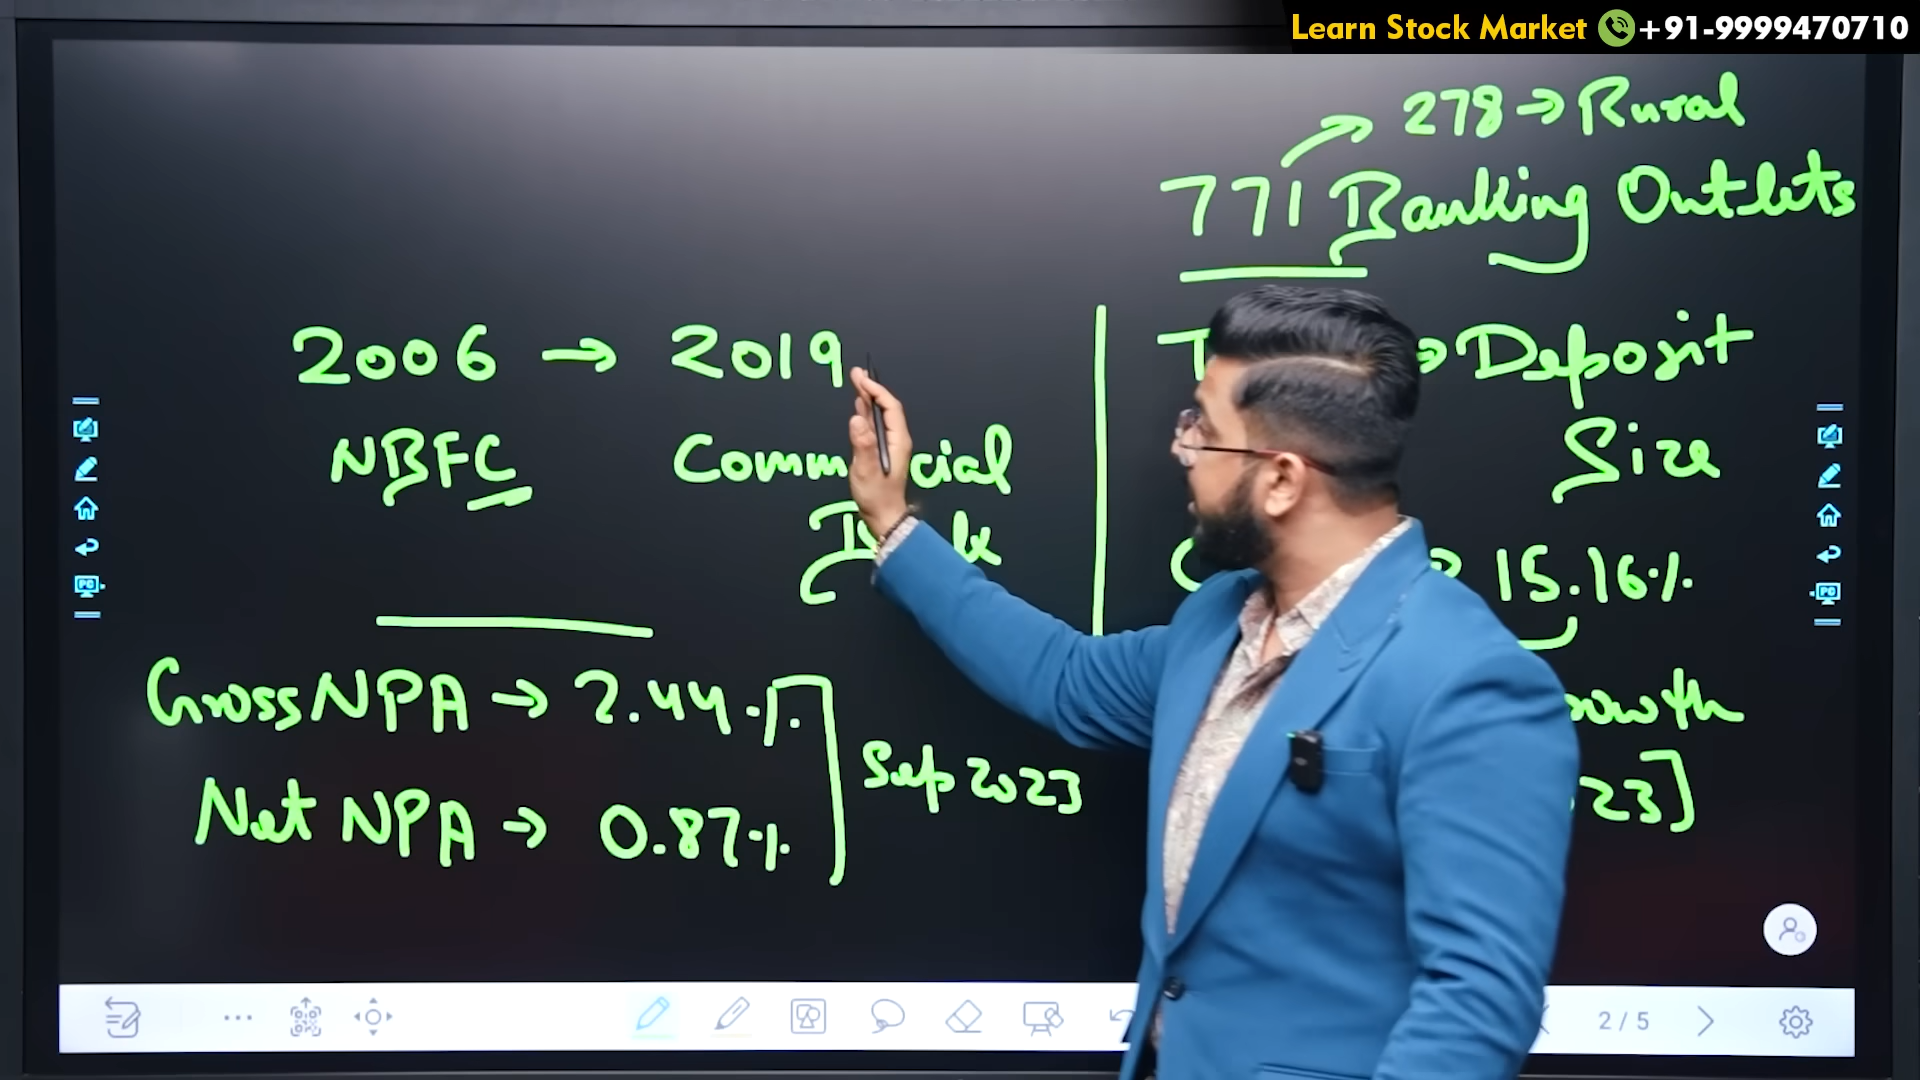 Learn Stock Market +91-9999470710
278 → Rural
771 Banking Outlets
2006 → 2019
NBFC
Deposit
Size
15.16%
Gross NPA → 2.44%
Net NPA → 0.87%
Sep 2023
2/5